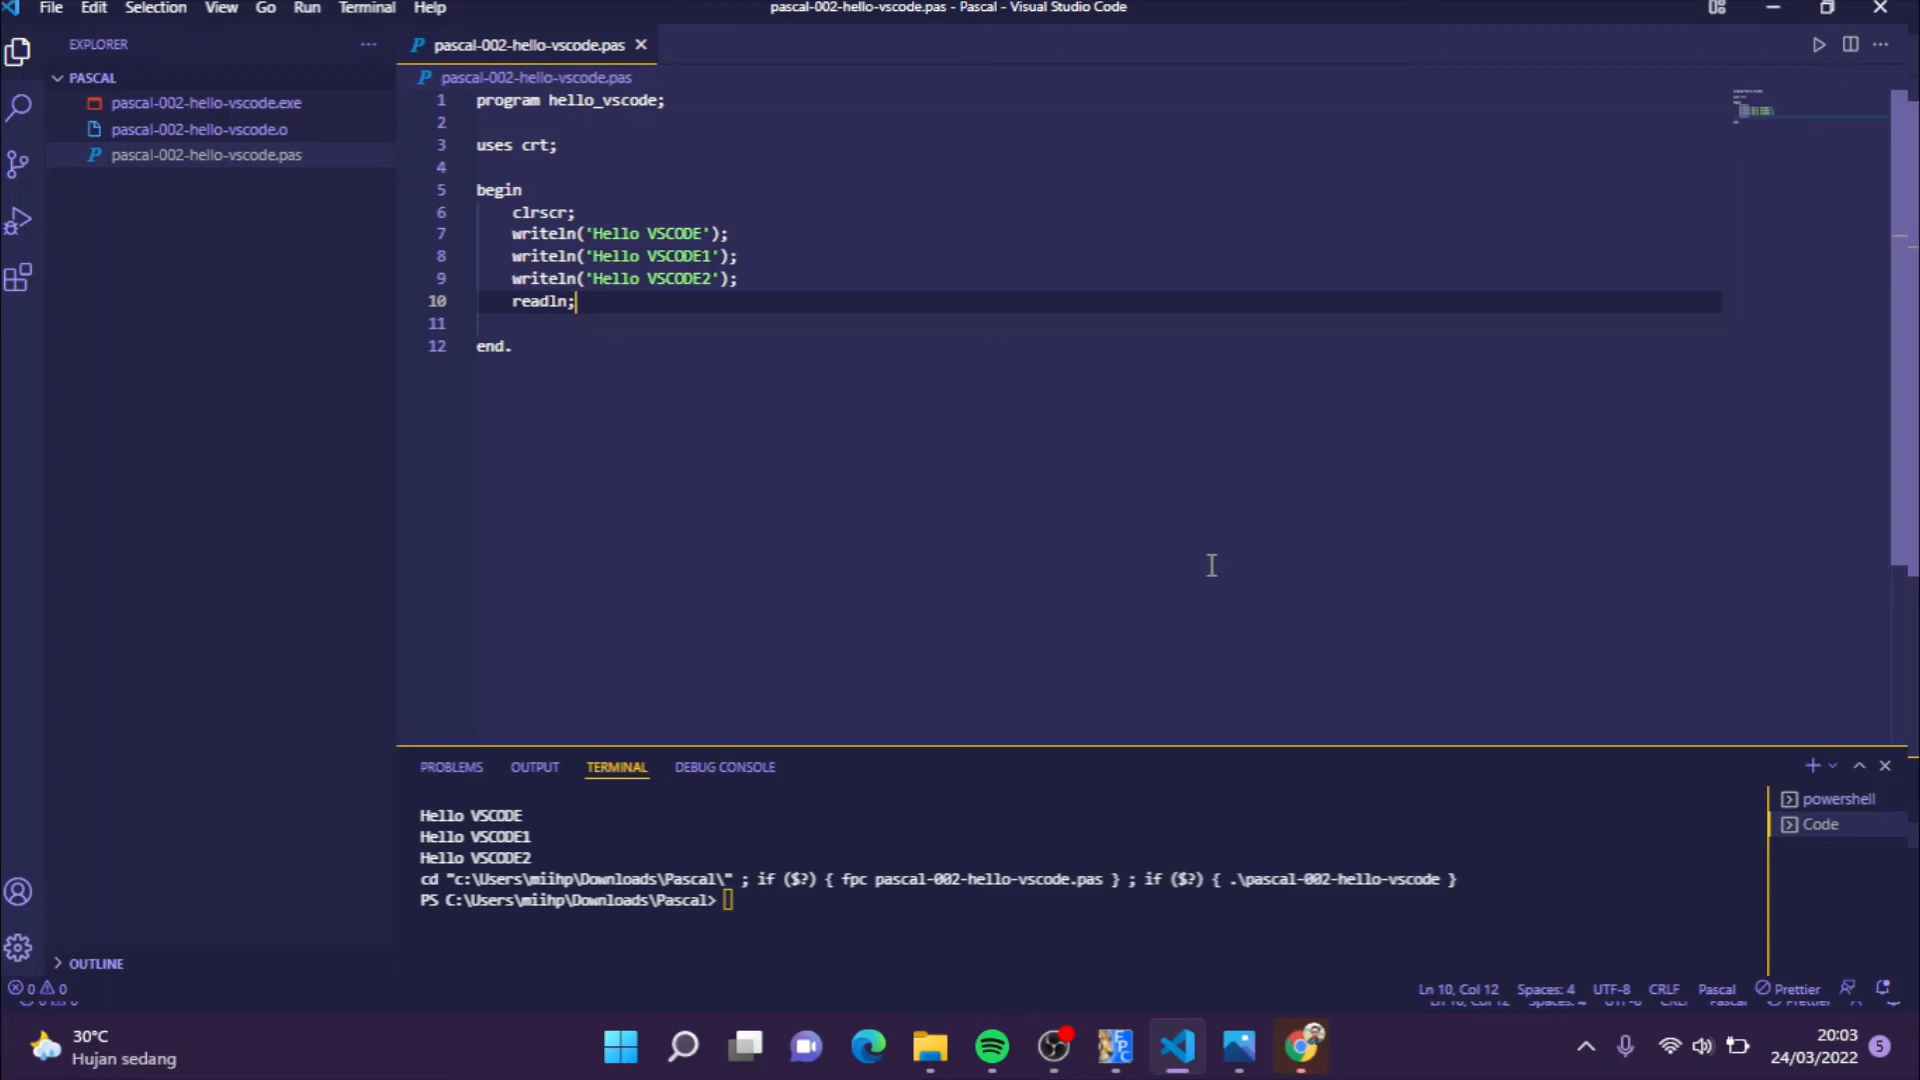 File Edit Selection View Go Run Terminal Help
pascal-002-hello-vscode.pas - Pascal - Visual Studio Code
EXPLORER
PASCAL
pascal-002-hello-vscode.exe
pascal-002-hello-vscode.o
pascal-002-hello-vscode.pas
OUTLINE
pascal-002-hello-vscode.pas
pascal-002-hello-vscode.pas
1 program hello_vscode;
2
3 uses crt;
4
5 begin
6 clrscr;
7 writeln('Hello VSCODE');
8 writeln('Hello VSCODE1');
9 writeln('Hello VSCODE2');
10 readln;
11
12 end.
PROBLEMS OUTPUT TERMINAL DEBUG CONSOLE
Hello VSCODE
Hello VSCODE1
Hello VSCODE2
cd "c:\Users\miihp\Downloads\Pascal\" ; if ($?) { fpc pascal-002-hello-vscode.pas } ; if ($?) { .\pascal-002-hello-vscode }
PS C:\Users\miihp\Downloads\Pascal>
powershell
Code
0 0
Ln 10, Col 12 Spaces: 4 UTF-8 CRLF Pascal Prettier
30°C
Hujan sedang
20:03
24/03/2022
5